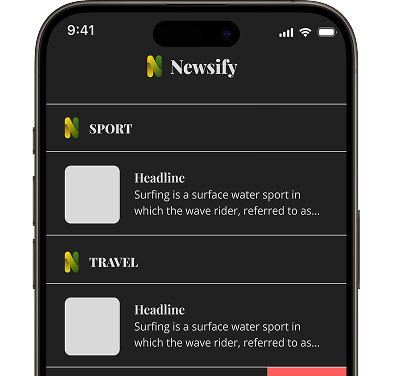 9:41
Newsify
SPORT
Headline
Surfing is a surface water sport in
which the wave rider, referred to as...
TRAVEL
Headline
Surfing is a surface water sport in
which the wave rider, referred to as...